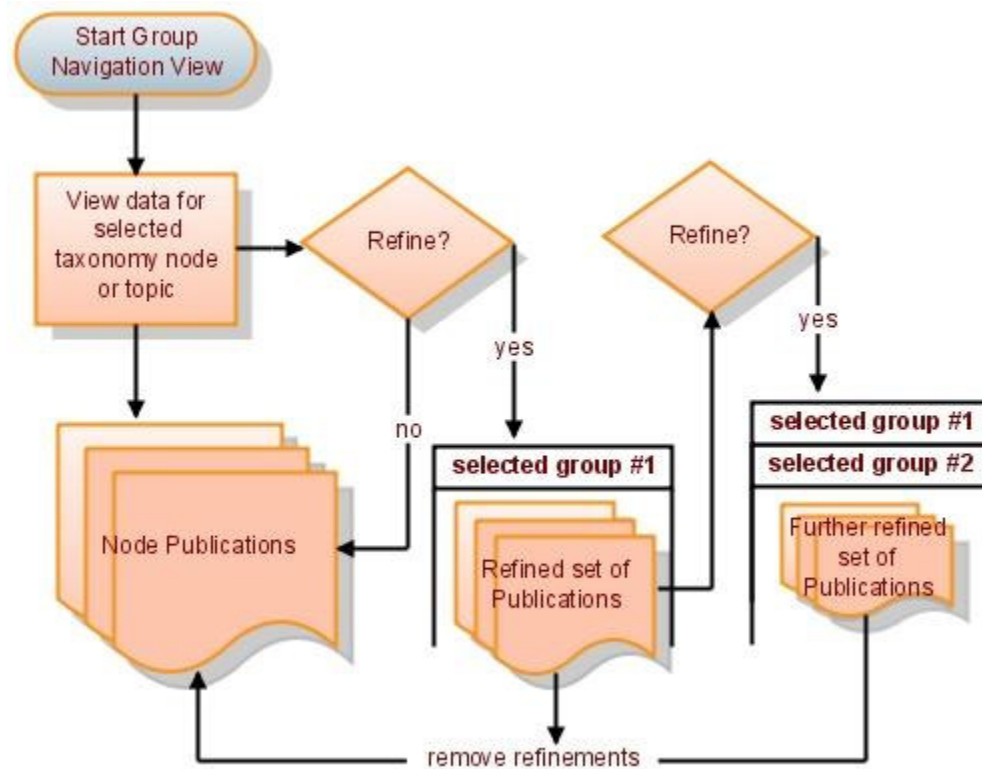 Start Group
Navigation View
View data for
selected
taxonomy node
or topic
Refine?
Refine?
yes
yes
no
selected group #1
selected group #1
selected group #2
Node Publications
Refined set of
Publications
Further refined
set of
Publications
remove refinements